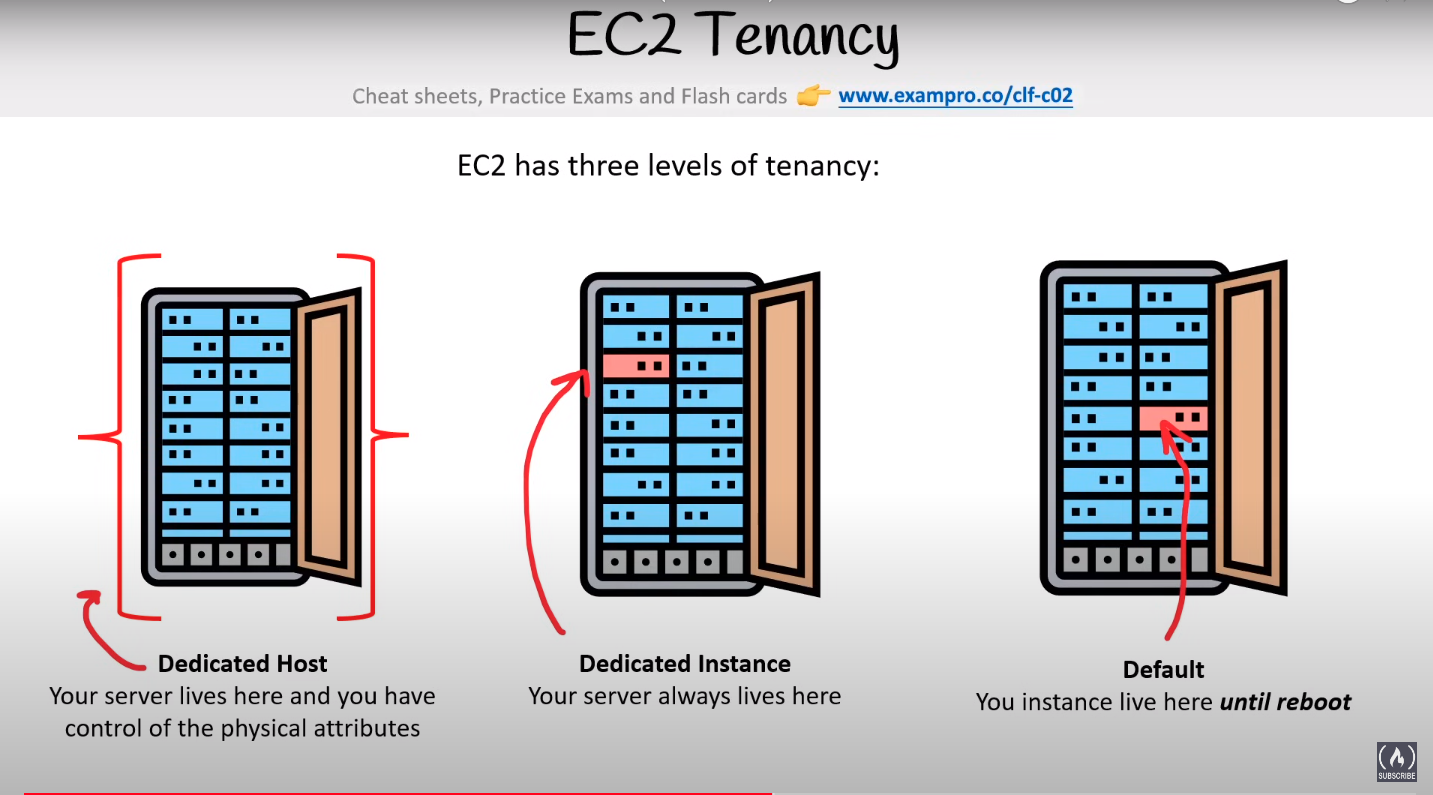 EC2 Tenancy
Cheat sheets, Practice Exams and Flash cards 👉 www.exampro.co/clf-c02
EC2 has three levels of tenancy:
Dedicated Host
Your server lives here and you have
control of the physical attributes
Dedicated Instance
Your server always lives here
Default
You instance live here until reboot
SUBSCRIBE